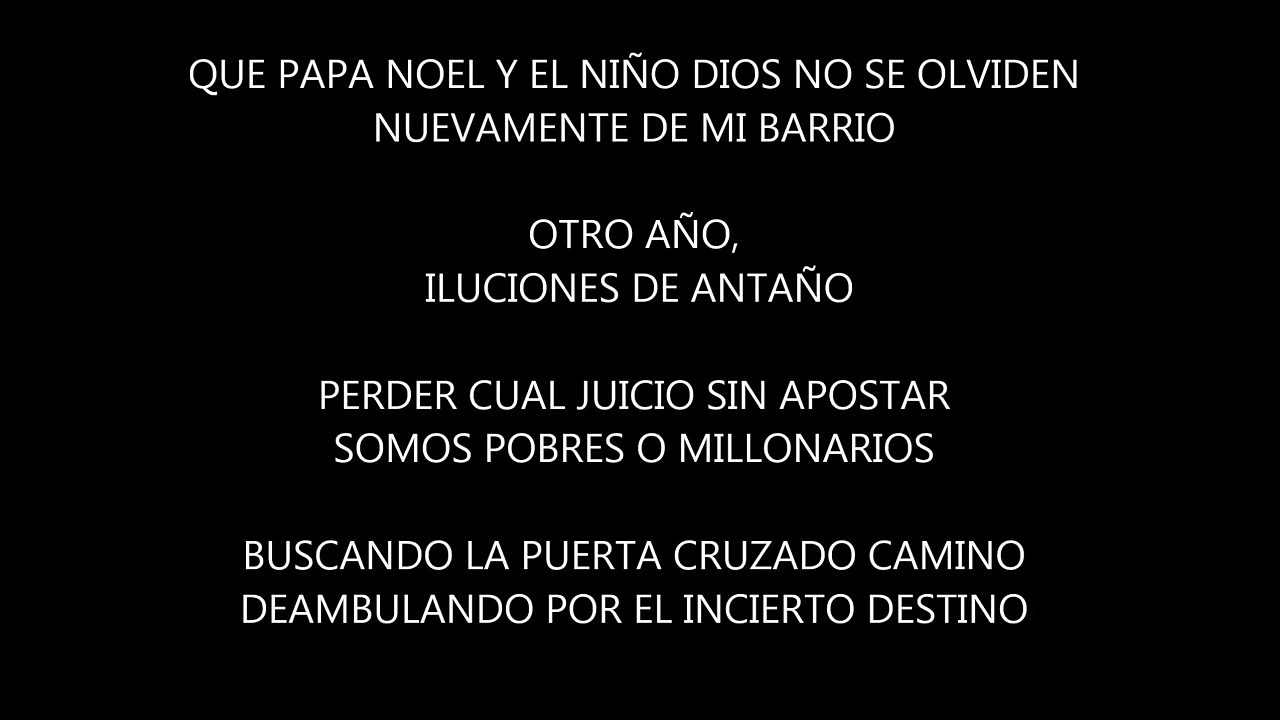 QUE PAPA NOEL Y EL NIÑO DIOS NO SE OLVIDEN
NUEVAMENTE DE MI BARRIO
OTRO AÑO,
ILUCIONES DE ANTAÑO
PERDER CUAL JUICIO SIN APOSTAR
SOMOS POBRES O MILLONARIOS
BUSCANDO LA PUERTA CRUZADO CAMINO
DEAMBULANDO POR EL INCIERTO DESTINO